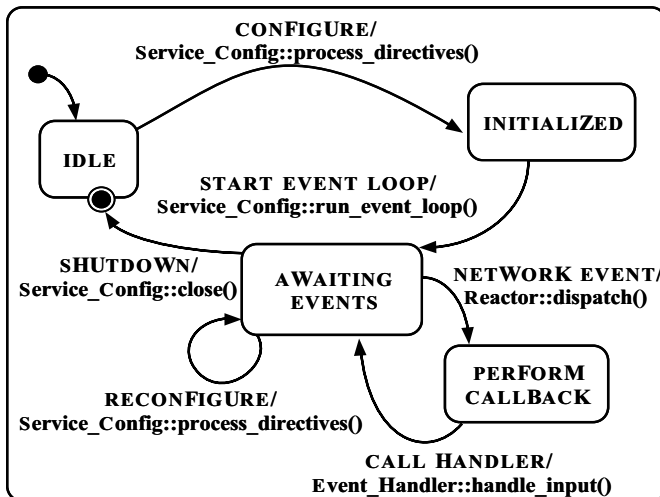 CONFIGURE/
Service_Config::process_directives()
IDLE
INITIALIZED
START EVENT LOOP/
Service_Config::run_event_loop()
SHUTDOWN/
Service_Config::close()
AWAITING
EVENTS
NETWORK EVENT/
Reactor::dispatch()
RECONFIGURE/
Service_Config::process_directives()
PERFORM
CALLBACK
CALL HANDLER/
Event_Handler::handle_input()